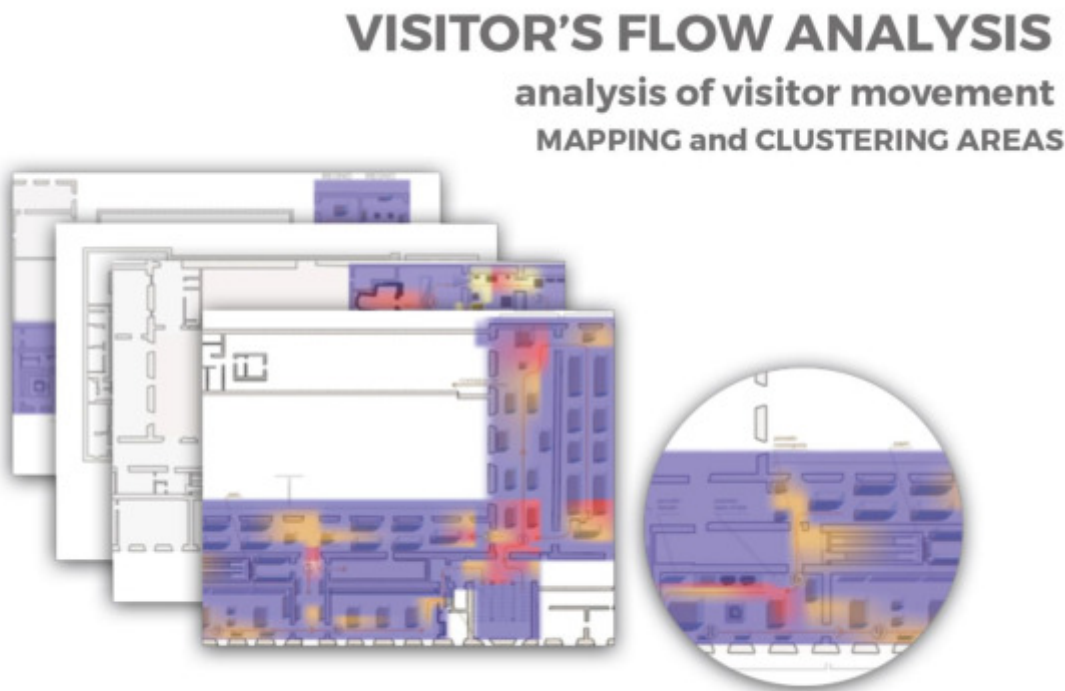 VISITOR'S FLOW ANALYSIS
analysis of visitor movement
MAPPING and CLUSTERING AREAS